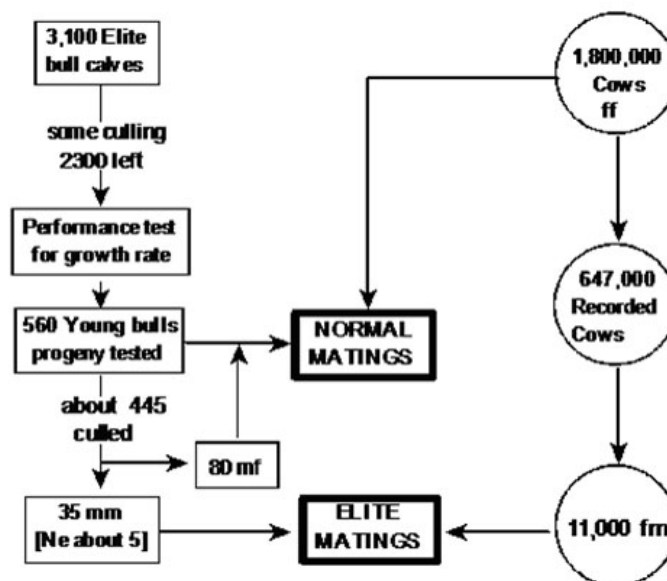 3,100 Elite
bull calves
some culling
2300 left
Performance test
for growth rate
560 Young bulls
progeny tested
about 445
culled
80 mf
35 mm
[Ne about 5]
NORMAL
MATINGS
ELITE
MATINGS
1,800,000
Cows
ff
647,000
Recorded
Cows
11,000 fm